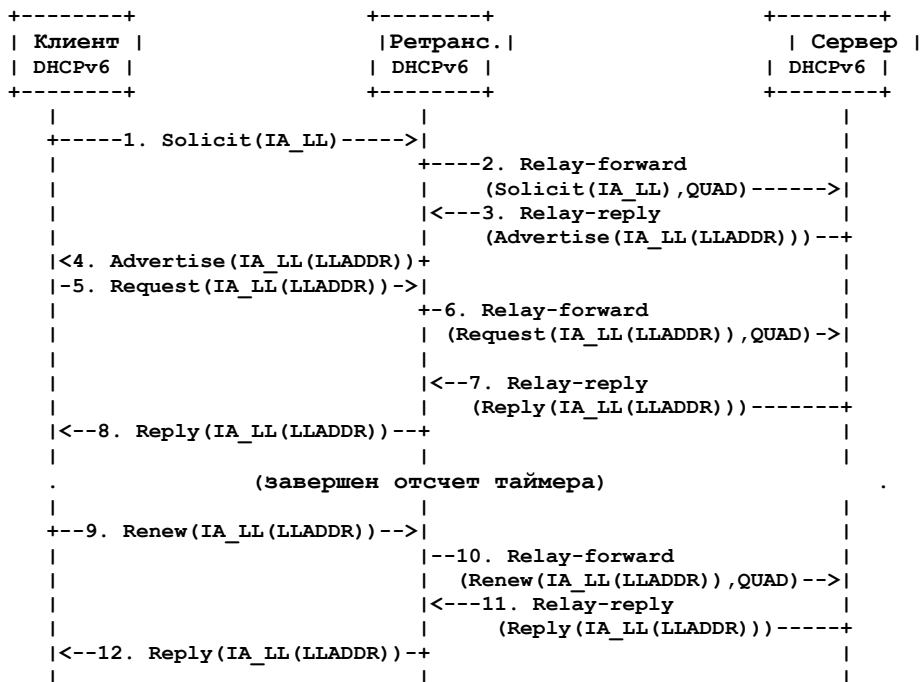 +--------+                +--------+                       +--------+
| Клиент |                |Ретранс.|                       | Сервер |
| DHCPv6 |                | DHCPv6 |                       | DHCPv6 |
+--------+                +--------+                       +--------+
|                         |                            |
+-----1. Solicit(IA_LL)----->|                            |
|                         +----2. Relay-forward            |
|                         |    (Solicit(IA_LL),QUAD)------>|
|                         |<---3. Relay-reply              |
|                         |    (Advertise(IA_LL(LLADDR)))--+
|<4. Advertise(IA_LL(LLADDR))+                            |
|-5. Request(IA_LL(LLADDR))->|                            |
|                         +-6. Relay-forward               |
|                         | (Request(IA_LL(LLADDR)),QUAD)->|
|                         |                            |
|                         |<--7. Relay-reply               |
|                         |   (Reply(IA_LL(LLADDR)))-------+
|<--8. Reply(IA_LL(LLADDR))--+                            |
|                         |                            |
.              (завершен отсчет таймера)                   .
|                         |                            |
+--9. Renew(IA_LL(LLADDR))-->|                            |
|                         |--10. Relay-forward             |
|                         |  (Renew(IA_LL(LLADDR)),QUAD)-->|
|                         |<---11. Relay-reply             |
|                         |     (Reply(IA_LL(LLADDR)))-----+
|<--12. Reply(IA_LL(LLADDR))-+                            |
|                         |                            |